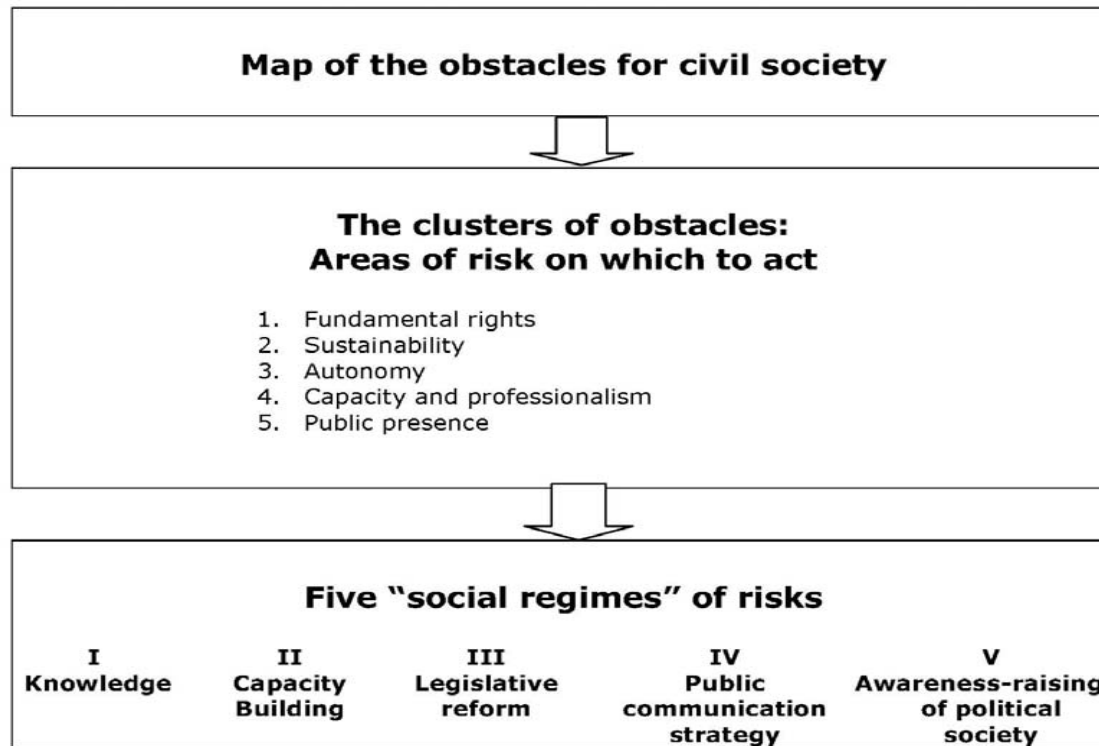 Map of the obstacles for civil society
The clusters of obstacles:
Areas of risk on which to act
1. Fundamental rights
2. Sustainability
3. Autonomy
4. Capacity and professionalism
5. Public presence
Five “social regimes” of risks
I II III IV V
Knowledge Capacity Legislative Public Awareness-raising
Building reform communication of political
strategy society